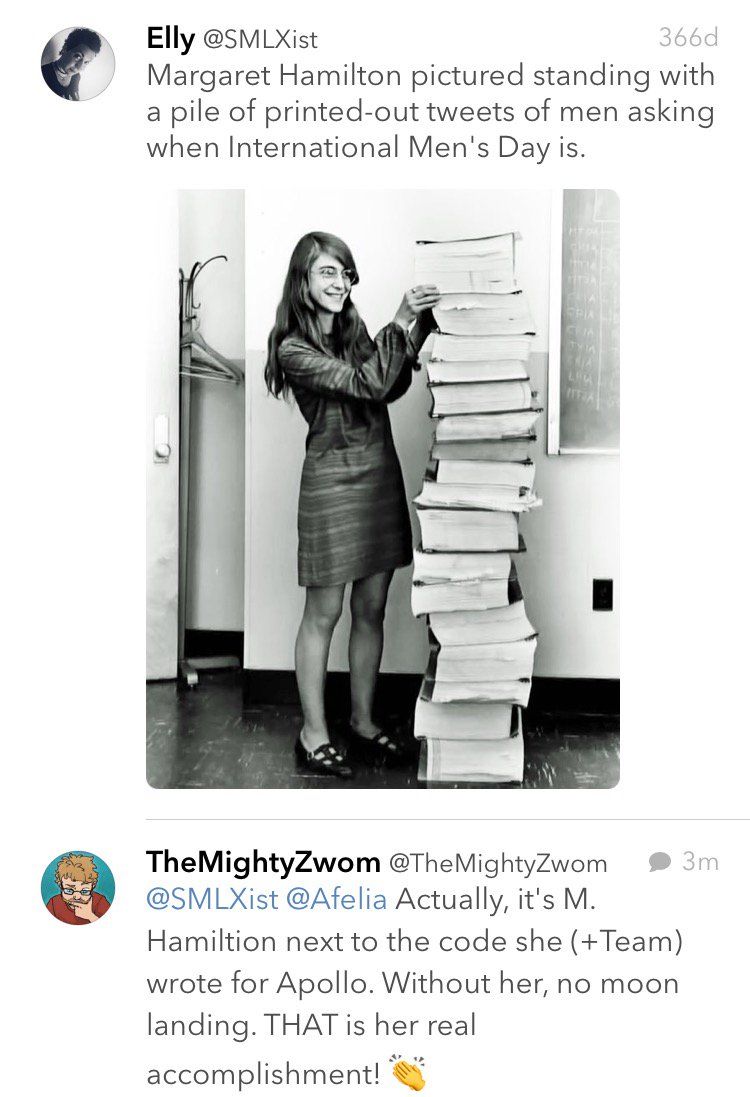 Elly @SMLXist 366d
Margaret Hamilton pictured standing with
a pile of printed-out tweets of men asking
when International Men's Day is.
TheMightyZwom @TheMightyZwom 3m
@SMLXist @Afelia Actually, it's M.
Hamiltion next to the code she (+Team)
wrote for Apollo. Without her, no moon
landing. THAT is her real
accomplishment! 👏